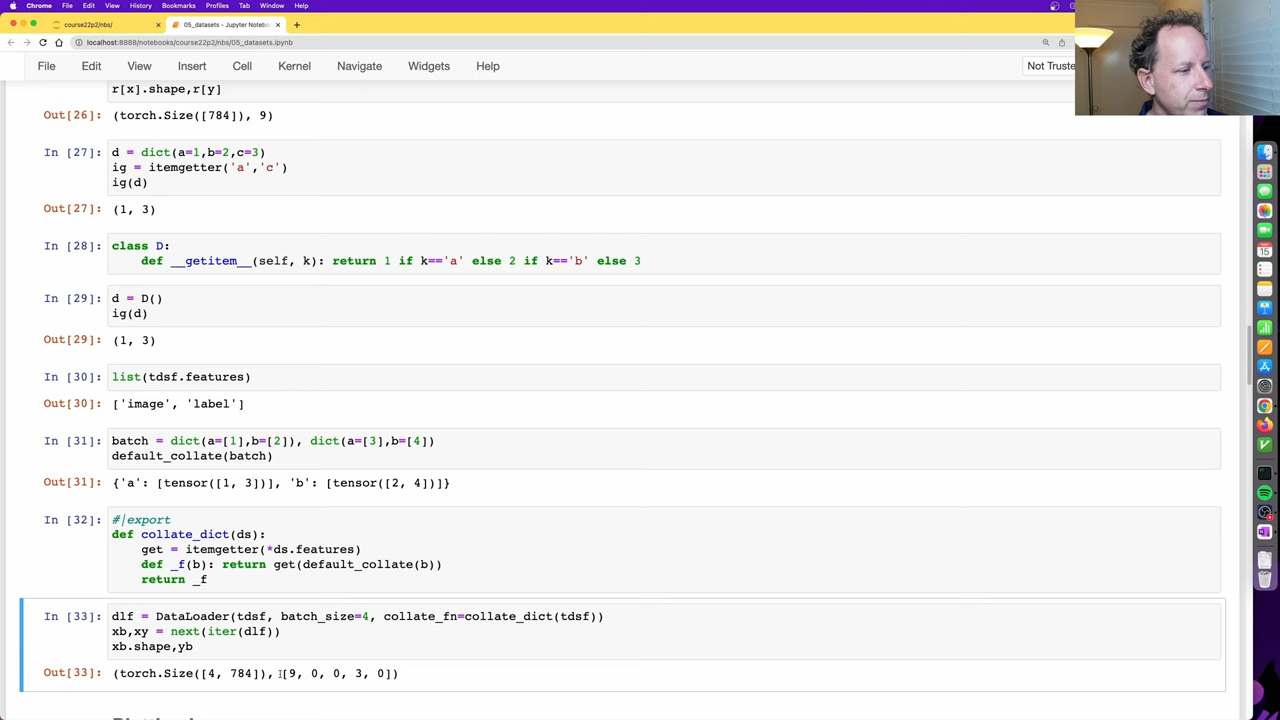 Chrome File Edit View History Bookmarks Profiles Tab Window Help
course22p2/nbs/
05_datasets - Jupyter Notebook
localhost:8888/notebooks/course22p2/nbs/05_datasets.ipynb
File Edit View Insert Cell Kernel Navigate Widgets Help
Not Truste
r[x].shape,r[y]
Out[26]: (torch.Size([784]), 9)
In [27]: d = dict(a=1,b=2,c=3)
ig = itemgetter('a','c')
ig(d)
Out[27]: (1, 3)
In [28]: class D:
def __getitem__(self, k): return 1 if k=='a' else 2 if k=='b' else 3
In [29]: d = D()
ig(d)
Out[29]: (1, 3)
In [30]: list(tdsf.features)
Out[30]: ['image', 'label']
In [31]: batch = dict(a=[1],b=[2]), dict(a=[3],b=[4])
default_collate(batch)
Out[31]: {'a': [tensor([1, 3])], 'b': [tensor([2, 4])]}
In [32]: #|export
def collate_dict(ds):
get = itemgetter(*ds.features)
def _f(b): return get(default_collate(b))
return _f
In [33]: dlf = DataLoader(tdsf, batch_size=4, collate_fn=collate_dict(tdsf))
xb,xy = next(iter(dlf))
xb.shape,yb
Out[33]: (torch.Size([4, 784]), [9, 0, 0, 3, 0])